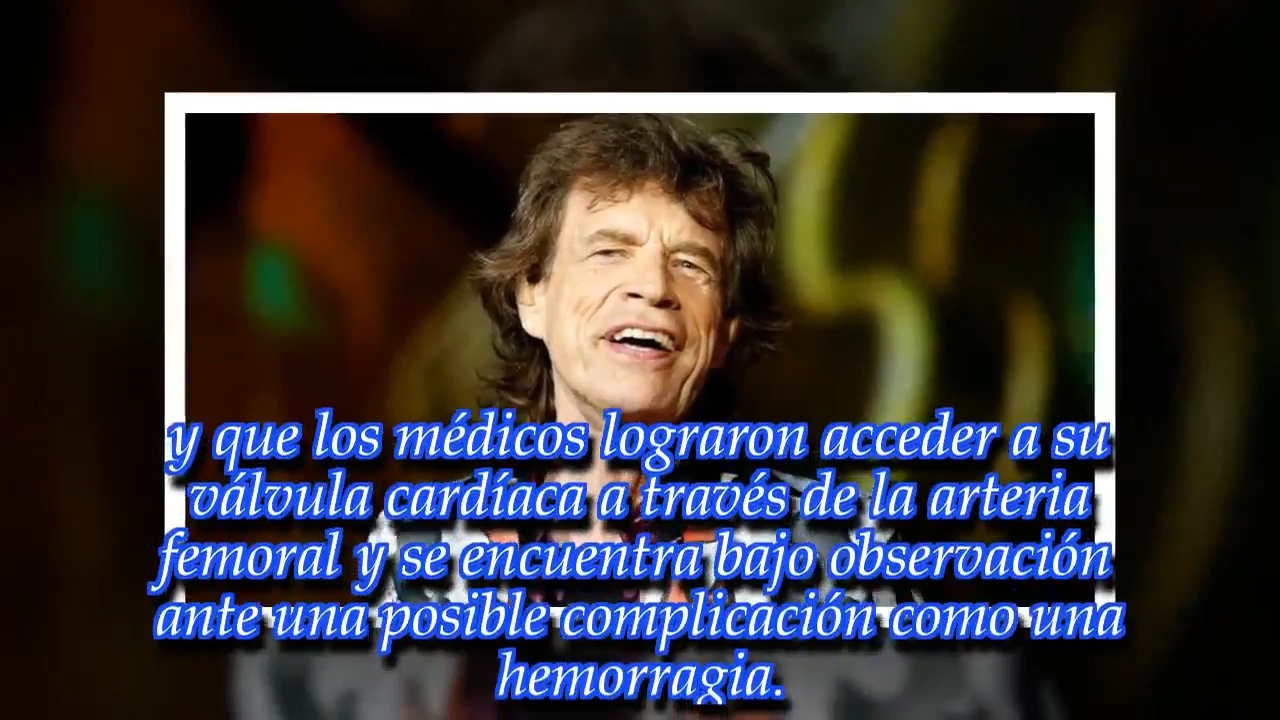 y que los médicos lograron acceder a su
válvula cardíaca a través de la arteria
femoral y se encuentra bajo observación
ante una posible complicación como una
hemorragia.